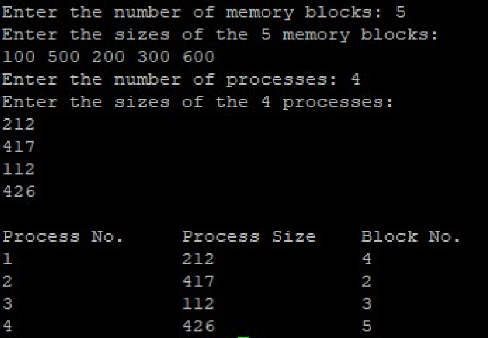 Enter the number of memory blocks: 5
Enter the sizes of the 5 memory blocks:
100 500 200 300 600
Enter the number of processes: 4
Enter the sizes of the 4 processes:
212
417
112
426
Process No. Process Size Block No.
1 212 4
2 417 2
3 112 3
4 426 5